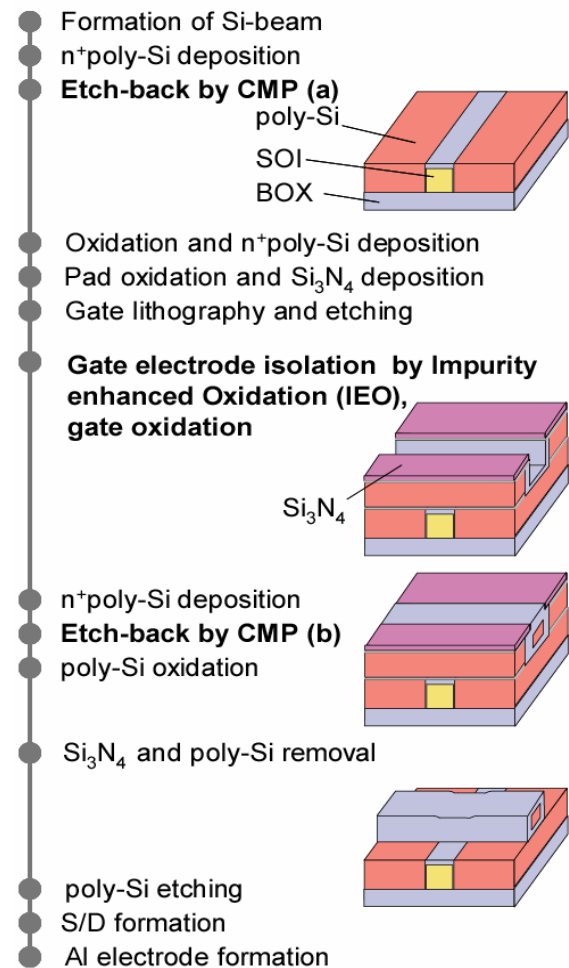 Formation of Si-beam
n⁺poly-Si deposition
Etch-back by CMP (a)
poly-Si
SOI
BOX
Oxidation and n⁺poly-Si deposition
Pad oxidation and Si₃N₄ deposition
Gate lithography and etching
Gate electrode isolation by Impurity
enhanced Oxidation (IEO),
gate oxidation
Si₃N₄
n⁺poly-Si deposition
Etch-back by CMP (b)
poly-Si oxidation
Si₃N₄ and poly-Si removal
poly-Si etching
S/D formation
Al electrode formation